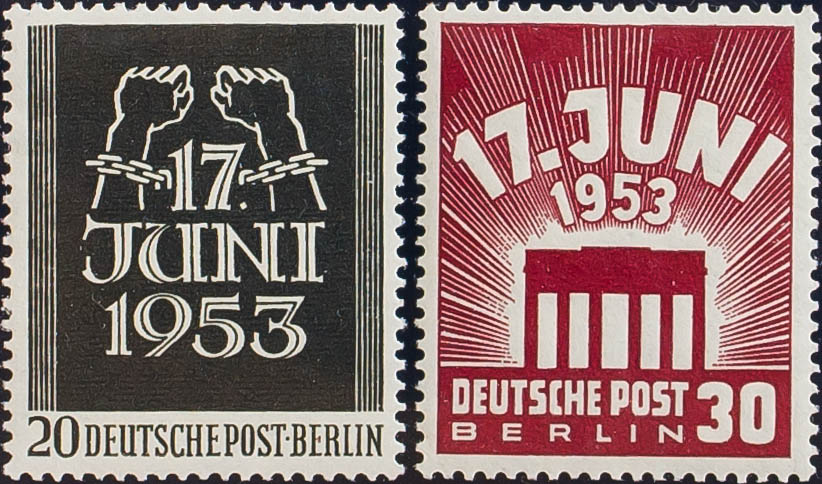 17.
JUNI
1953
20 DEUTSCHE POST·BERLIN
17. JUNI
1953
DEUTSCHE POST
BERLIN
30